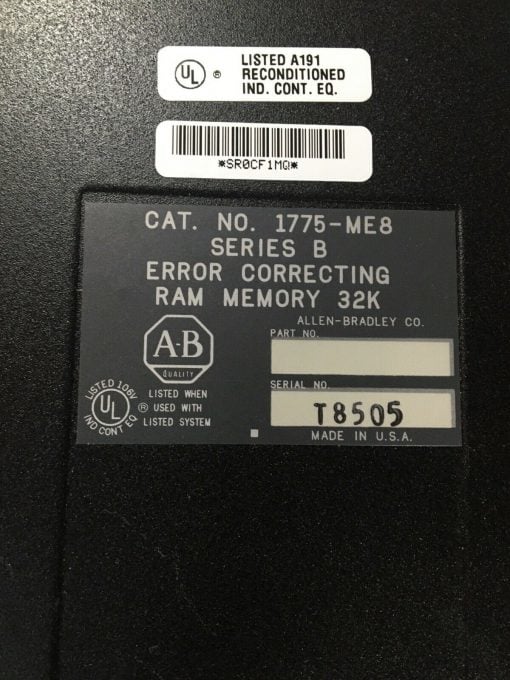 UL ® LISTED A191
RECONDITIONED
IND. CONT. EQ.
*SR0CF1MQ*
CAT. NO. 1775-ME8
SERIES B
ERROR CORRECTING
RAM MEMORY 32K
ALLEN-BRADLEY CO.
PART NO.
A-B
QUALITY
SERIAL NO.
T8505
MADE IN U.S.A.
LISTED 106V
UL ®
IND CONT EQ
LISTED WHEN
USED WITH
LISTED SYSTEM